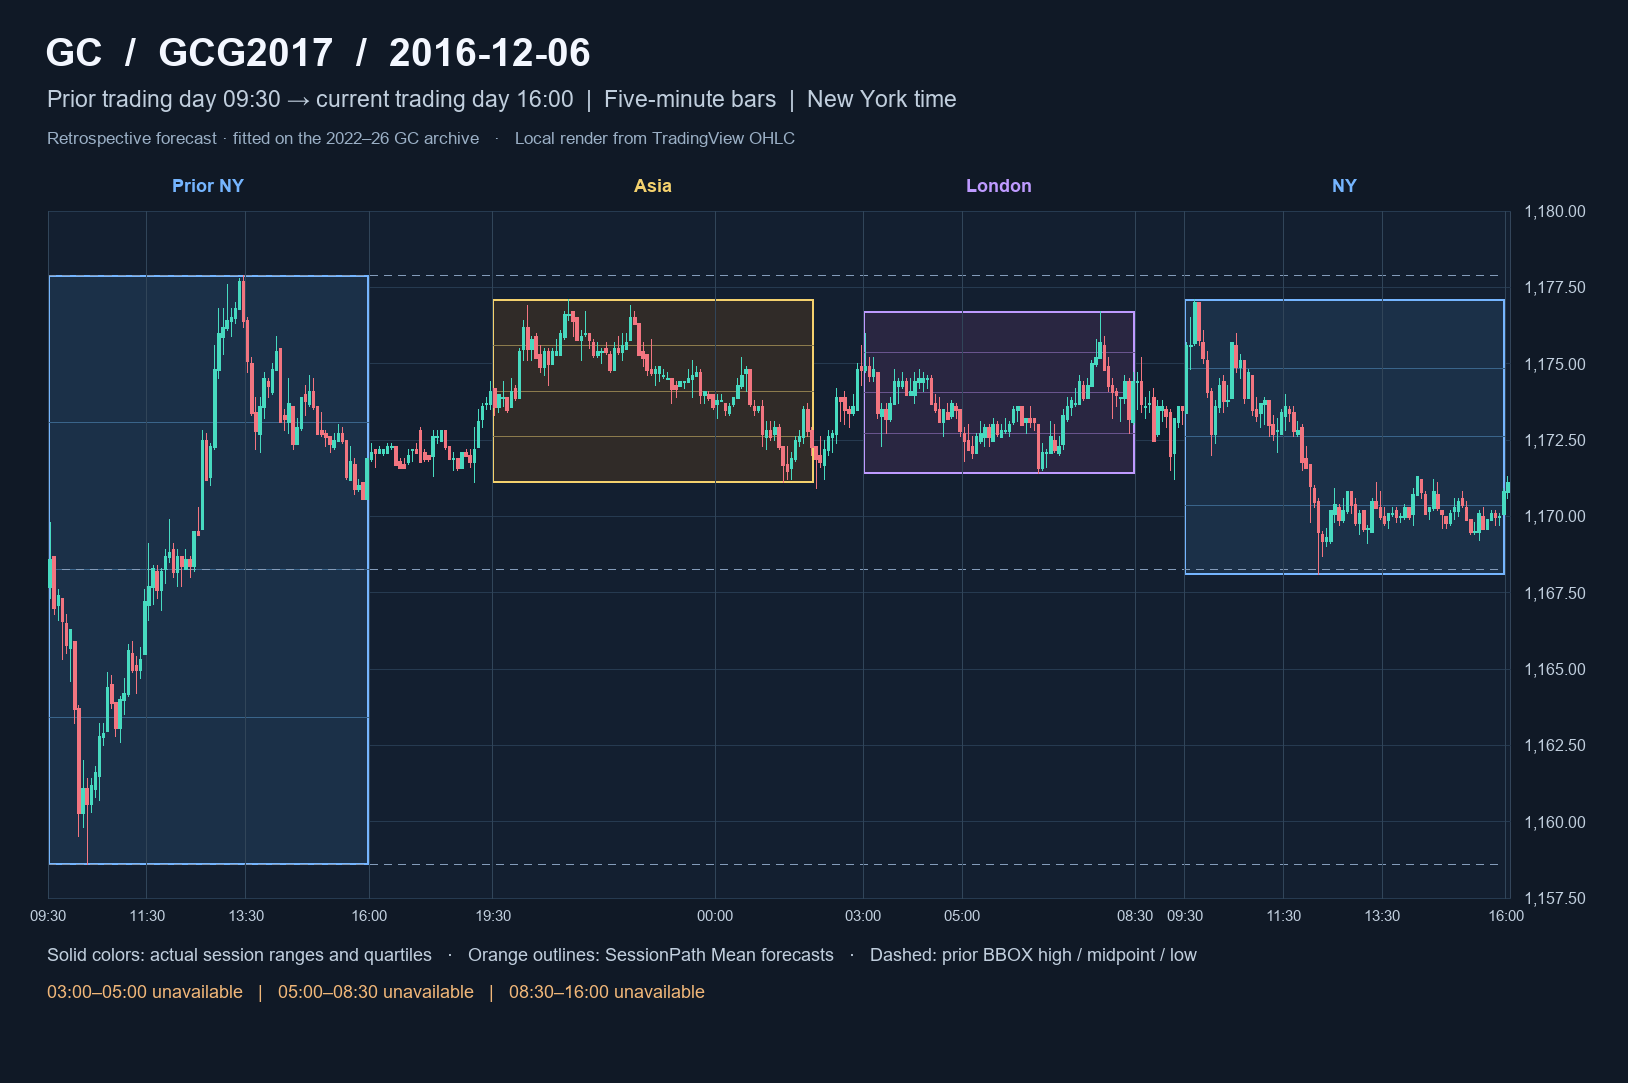 GC / GCG2017 / 2016-12-06
Prior trading day 09:30 → current trading day 16:00 | Five-minute bars | New York time
Retrospective forecast · fitted on the 2022–26 GC archive · Local render from TradingView OHLC
Prior NY Asia London NY
1,180.00
1,177.50
1,175.00
1,172.50
1,170.00
1,167.50
1,165.00
1,162.50
1,160.00
1,157.50
09:30 11:30 13:30 16:00 19:30 00:00 03:00 05:00 08:30 09:30 11:30 13:30 16:00
Solid colors: actual session ranges and quartiles · Orange outlines: SessionPath Mean forecasts · Dashed: prior BBOX high / midpoint / low
03:00–05:00 unavailable | 05:00–08:30 unavailable | 08:30–16:00 unavailable